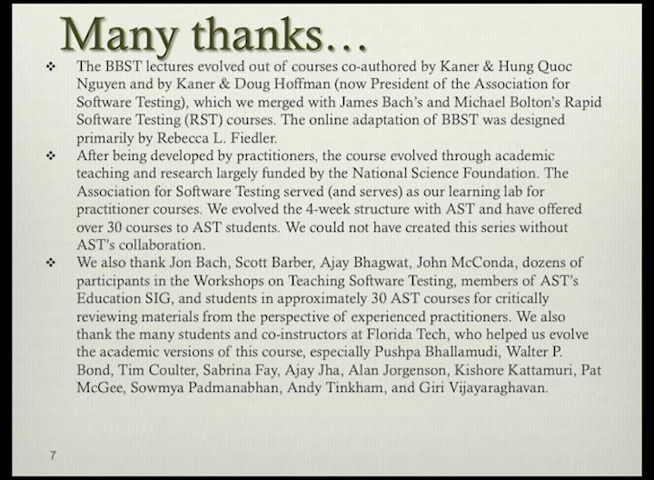 Many thanks...
❖ The BBST lectures evolved out of courses co-authored by Kaner & Hung Quoc
Nguyen and by Kaner & Doug Hoffman (now President of the Association for
Software Testing), which we merged with James Bach's and Michael Bolton's Rapid
Software Testing (RST) courses. The online adaptation of BBST was designed
primarily by Rebecca L. Fiedler.
❖ After being developed by practitioners, the course evolved through academic
teaching and research largely funded by the National Science Foundation. The
Association for Software Testing served (and serves) as our learning lab for
practitioner courses. We evolved the 4-week structure with AST and have offered
over 30 courses to AST students. We could not have created this series without
AST's collaboration.
❖ We also thank Jon Bach, Scott Barber, Ajay Bhagwat, John McConda, dozens of
participants in the Workshops on Teaching Software Testing, members of AST's
Education SIG, and students in approximately 30 AST courses for critically
reviewing materials from the perspective of experienced practitioners. We also
thank the many students and co-instructors at Florida Tech, who helped us evolve
the academic versions of this course, especially Pushpa Bhallamudi, Walter P.
Bond, Tim Coulter, Sabrina Fay, Ajay Jha, Alan Jorgenson, Kishore Kattamuri, Pat
McGee, Sowmya Padmanabhan, Andy Tinkham, and Giri Vijayaraghavan.
7